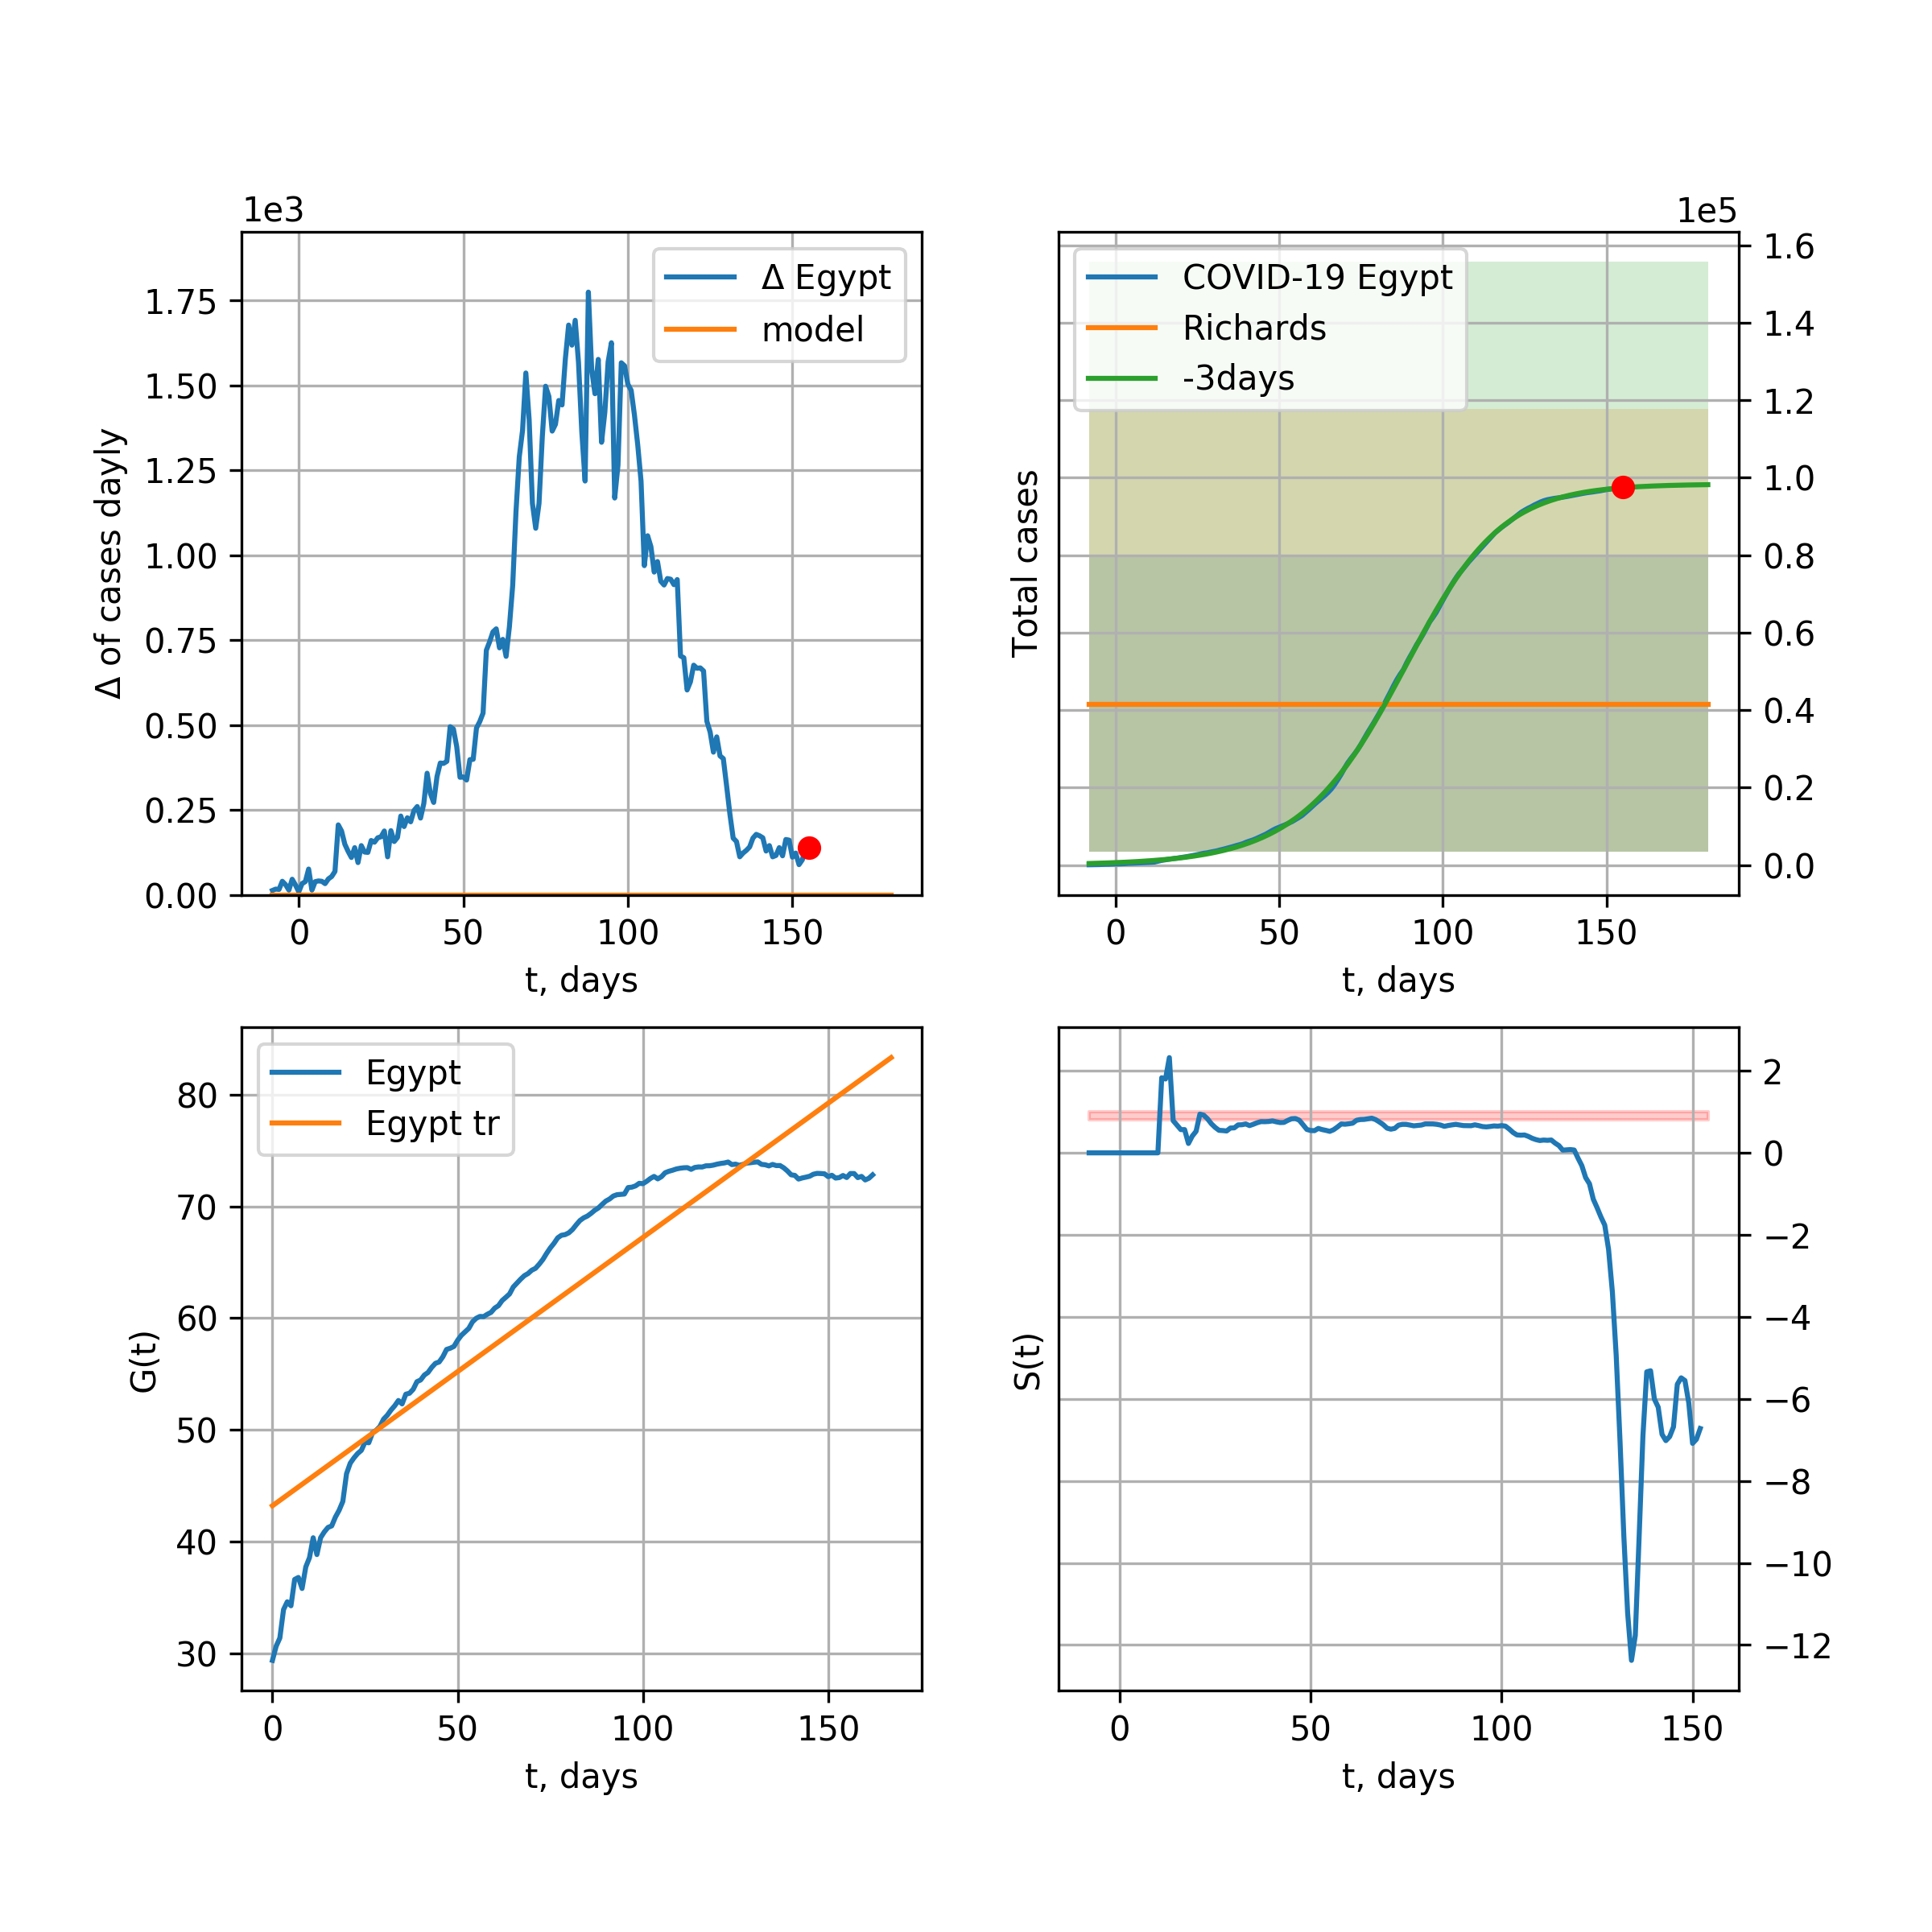 1e3
Δ Egypt
model
1.75
1.50
1.25
1.00
0.75
0.50
0.25
0.00
Δ of cases dayly
0 50 100 150
t, days
1e5
COVID-19 Egypt
Richards
-3days
1.6
1.4
1.2
1.0
0.8
0.6
0.4
0.2
0.0
Total cases
0 50 100 150
t, days
Egypt
Egypt tr
80
70
60
50
40
30
G(t)
0 50 100 150
t, days
2
0
−2
−4
−6
−8
−10
−12
S(t)
0 50 100 150
t, days